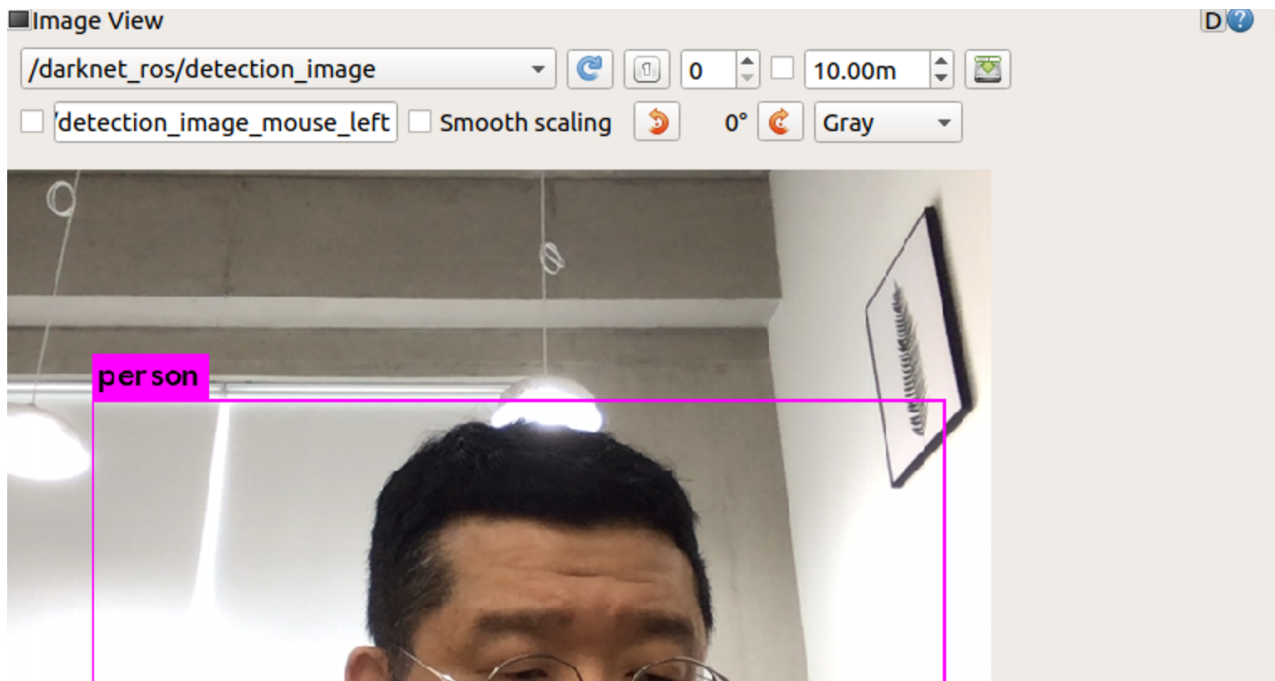 Image View
D
/darknet_ros/detection_image
0
10.00m
/detection_image_mouse_left
Smooth scaling
0°
Gray
person